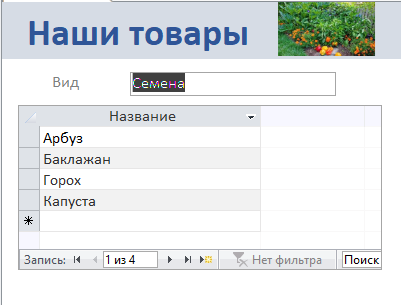 Наши товары
Вид Семена
Название
Арбуз
Баклажан
Горох
Капуста
Запись: 1 из 4 Нет фильтра Поиск